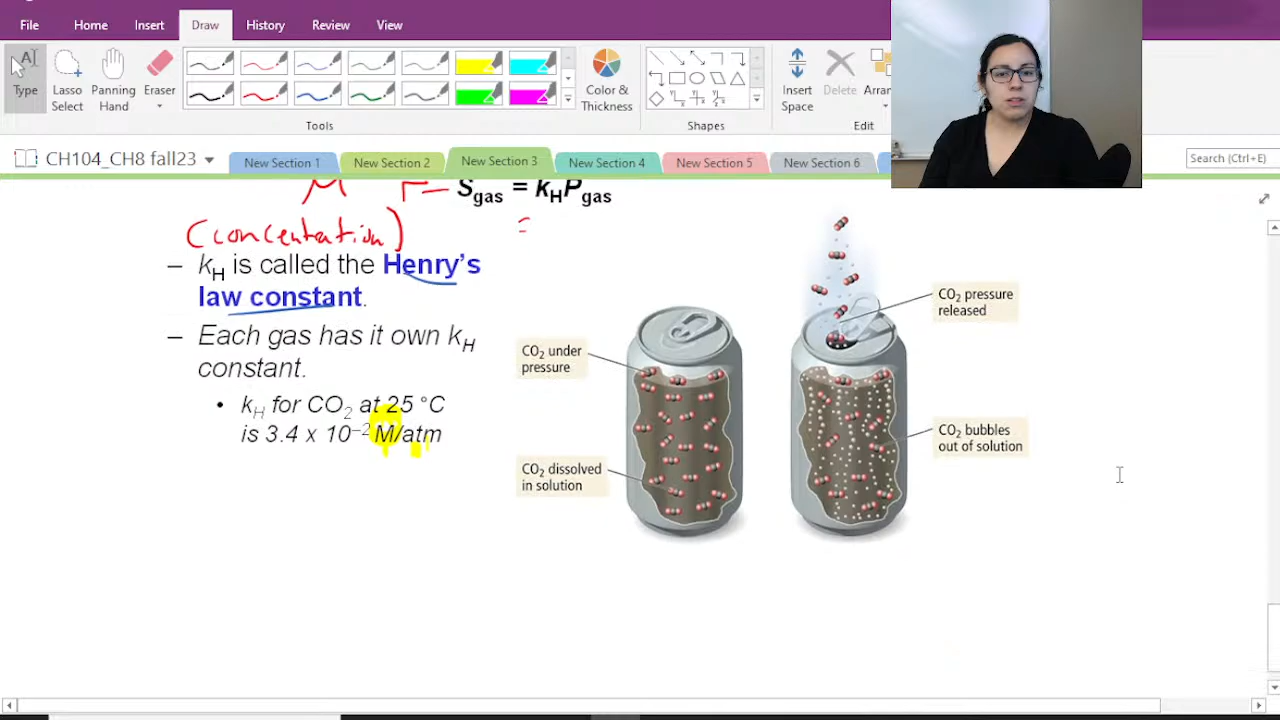 File Home Insert Draw History Review View
Type
Lasso Select
Panning Hand
Eraser
Color & Thickness
Insert Space
Delete
Tools
Shapes
Edit
CH104_CH8 fall23
New Section 1
New Section 2
New Section 3
New Section 4
New Section 5
New Section 6
Search (Ctrl+E)
M
Sgas = kHPgas
(concentration)
=
– kH is called the Henry's
law constant.
– Each gas has it own kH
constant.
• kH for CO2 at 25 °C
is 3.4 x 10–2 M/atm
CO2 under
pressure
CO2 dissolved
in solution
CO2 pressure
released
CO2 bubbles
out of solution